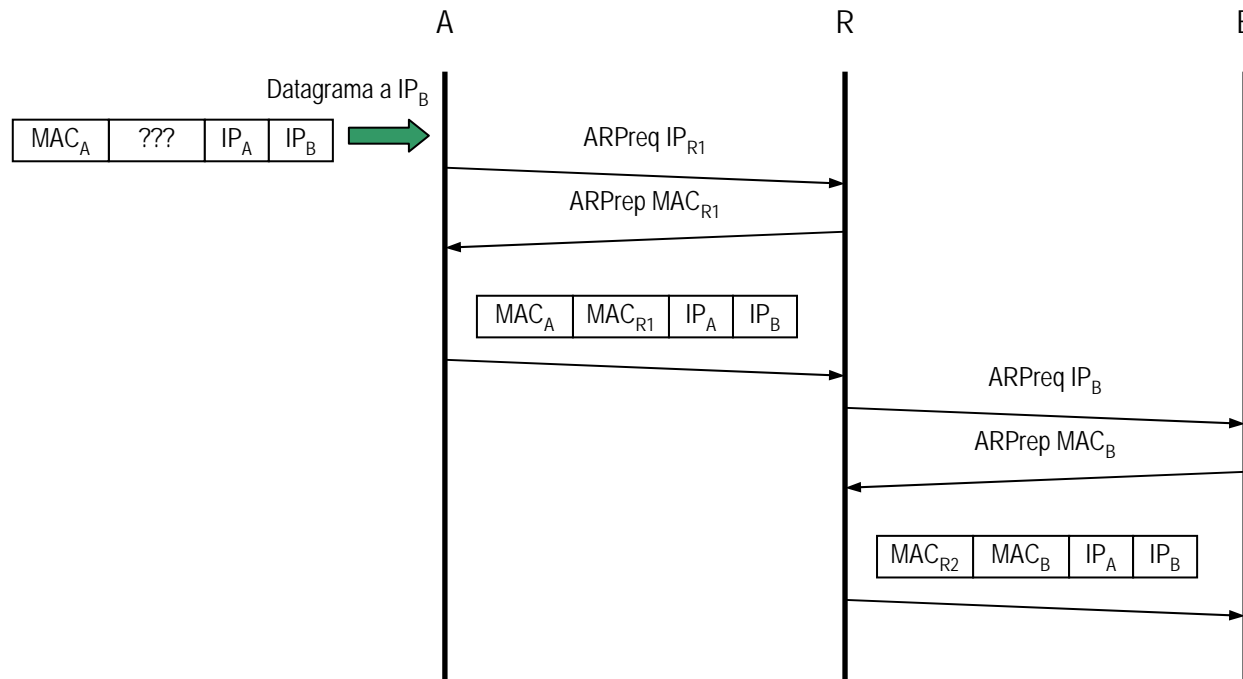 A R
Datagrama a IP_B
MAC_A ??? IP_A IP_B
ARPreq IP_R1
ARPrep MAC_R1
MAC_A MAC_R1 IP_A IP_B
ARPreq IP_B
ARPrep MAC_B
MAC_R2 MAC_B IP_A IP_B